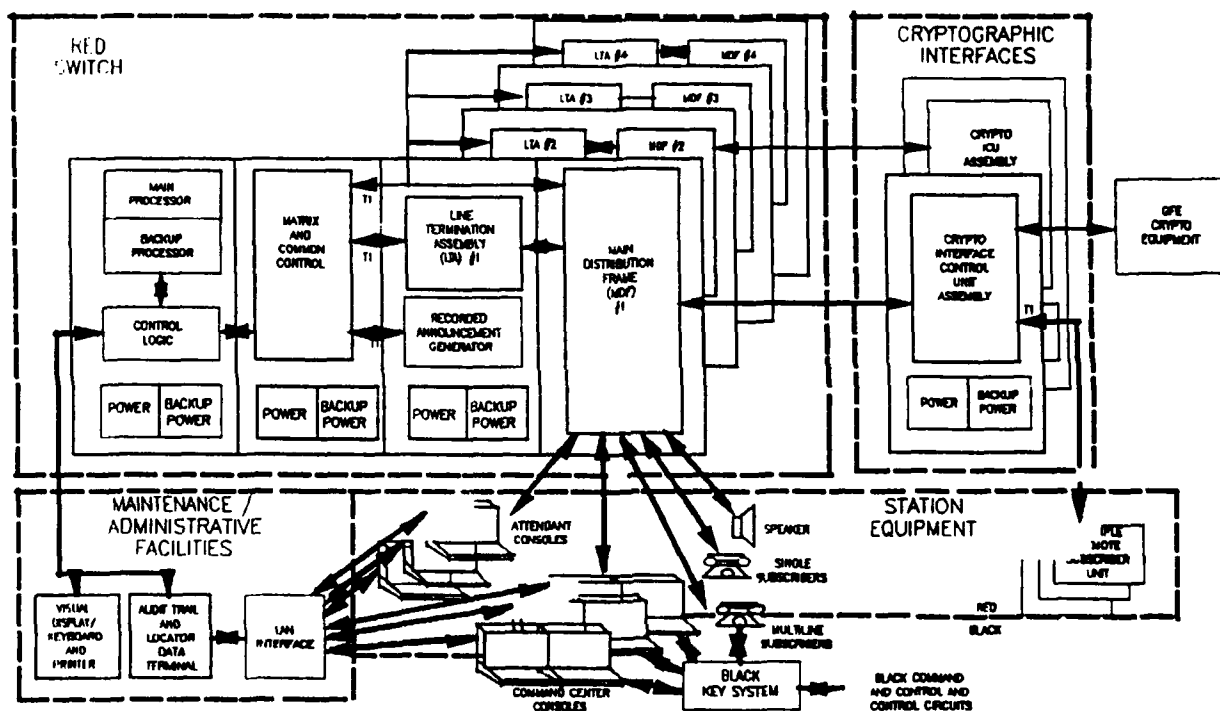 RED
SWITCH
CRYPTOGRAPHIC
INTERFACES
LTA #4
MDF #4
LTA #3
MDF #3
LTA #2
MDF #2
CRYPTO
ICU
ASSEMBLY
MAIN
PROCESSOR
BACKUP
PROCESSOR
CONTROL
LOGIC
MATRIX
AND
COMMON
CONTROL
T1
T1
LINE
TERMINATION
ASSEMBLY
(LTA) #1
RECORDED
ANNOUNCEMENT
GENERATOR
MAIN
DISTRIBUTION
FRAME
(MDF)
#1
CRYPTO
INTERFACE
CONTROL
UNIT
ASSEMBLY
T1
GFE
CRYPTO
EQUIPMENT
POWER
BACKUP
POWER
POWER
BACKUP
POWER
POWER
BACKUP
POWER
POWER
BACKUP
POWER
MAINTENANCE /
ADMINISTRATIVE
FACILITIES
ATTENDANT
CONSOLES
SPEAKER
STATION
EQUIPMENT
SINGLE
SUBSCRIBERS
SUBSCRIBER
UNIT
VISUAL
DISPLAY/
KEYBOARD
AND
PRINTER
AUDIT TRAIL
AND
LOCATOR
DATA
TERMINAL
LAN
INTERFACE
RED
BLACK
MULTILINE
SUBSCRIBERS
COMMAND CENTER
CONSOLES
BLACK
KEY SYSTEM
BLACK COMMAND
AND CONTROL AND
CONTROL CIRCUITS